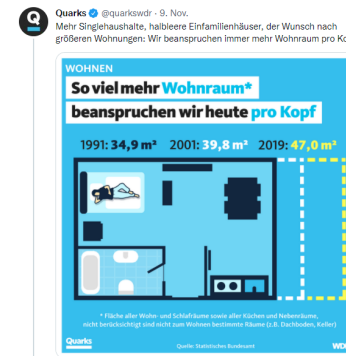 Quarks @quarkswdr · 9. Nov.
Mehr Singlehaushalte, halbleere Einfamilienhäuser, der Wunsch nach
größeren Wohnungen: Wir beanspruchen immer mehr Wohnraum pro
WOHNEN
So viel mehr Wohnraum*
beanspruchen wir heute pro Kopf
1991: 34,9 m² 2001: 39,8 m² 2019: 47,0 m²
* Fläche aller Wohn- und Schlafräume sowie aller Küchen und Nebenräume,
nicht berücksichtigt sind nicht zum Wohnen bestimmte Räume (z.B. Dachboden, Keller)
Quarks
Quelle: Statistisches Bundesamt